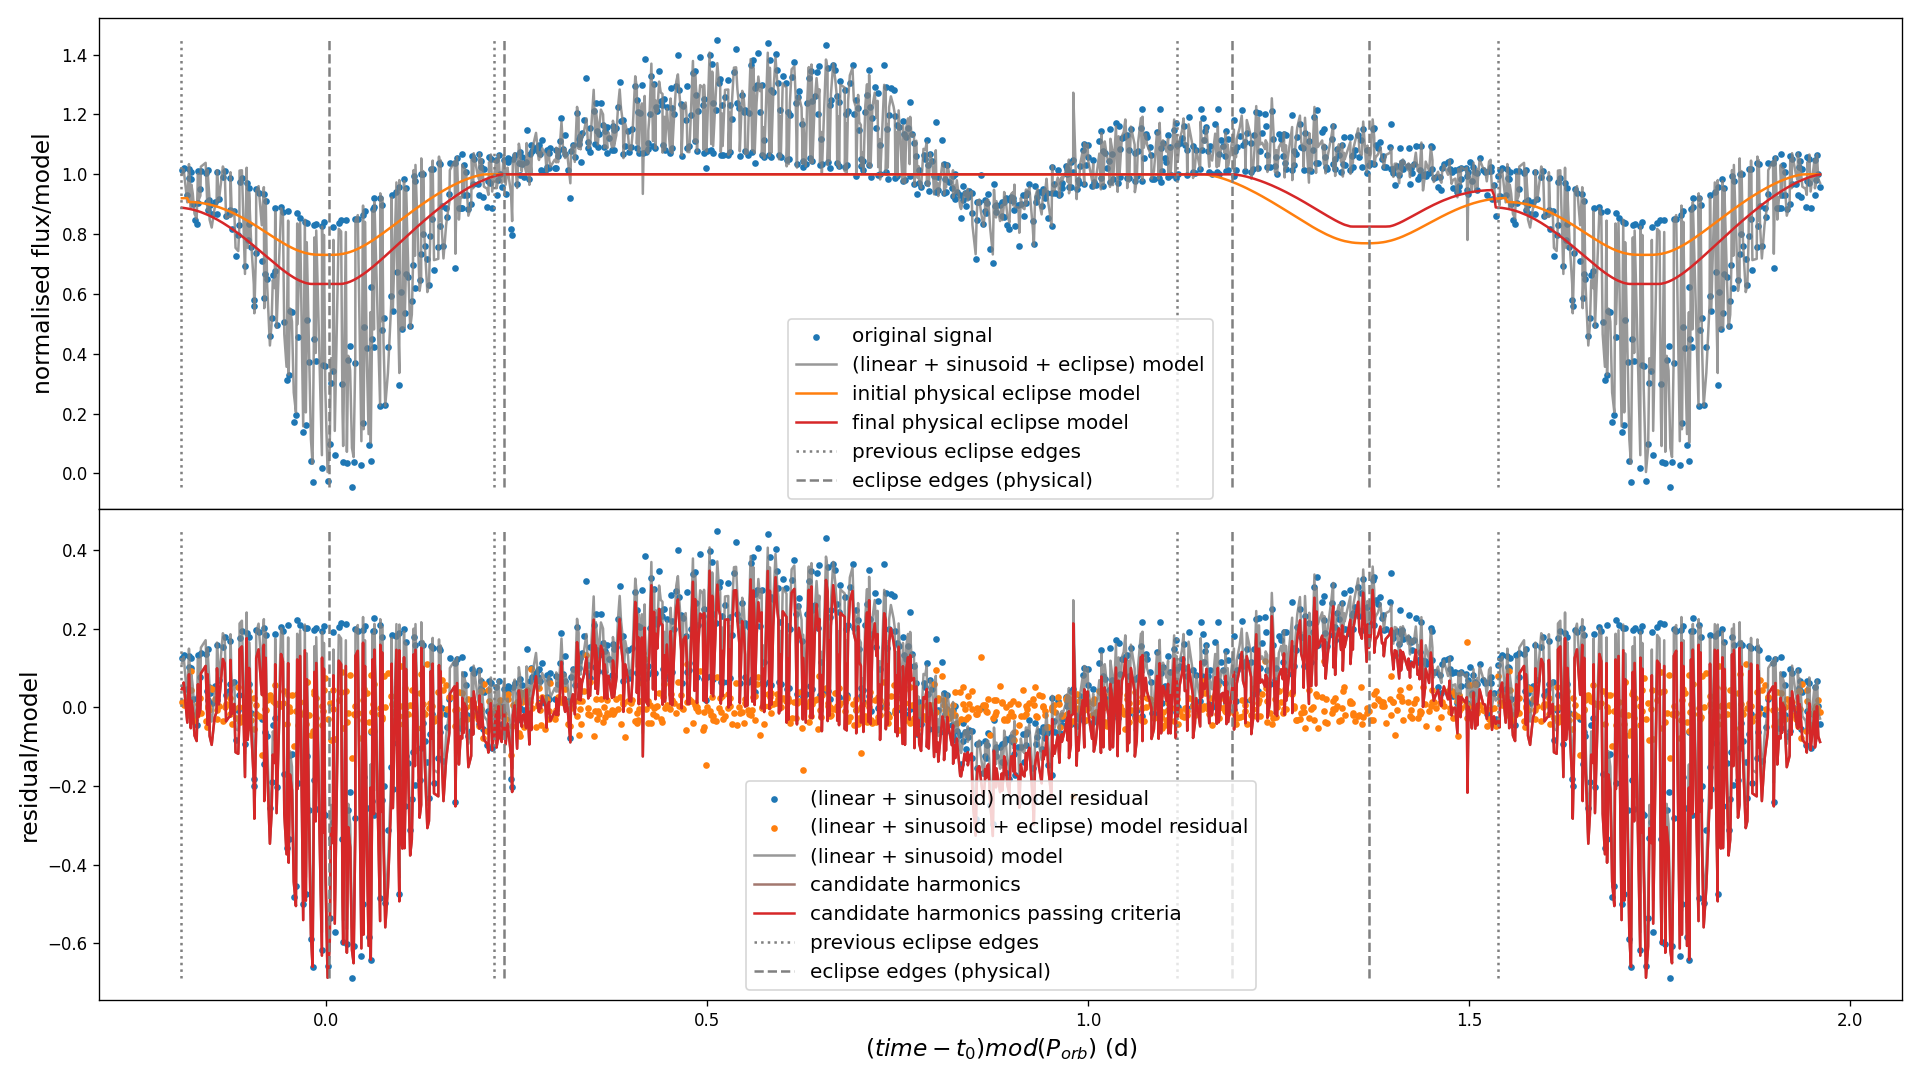 normalised flux/model
1.4
1.2
1.0
0.8
0.6
0.4
0.2
0.0
original signal
(linear + sinusoid + eclipse) model
initial physical eclipse model
final physical eclipse model
previous eclipse edges
eclipse edges (physical)
residual/model
0.4
0.2
0.0
−0.2
−0.4
−0.6
(linear + sinusoid) model residual
(linear + sinusoid + eclipse) model residual
(linear + sinusoid) model
candidate harmonics
candidate harmonics passing criteria
previous eclipse edges
eclipse edges (physical)
0.0 0.5 1.0 1.5 2.0
(time − t₀)mod(P_orb) (d)